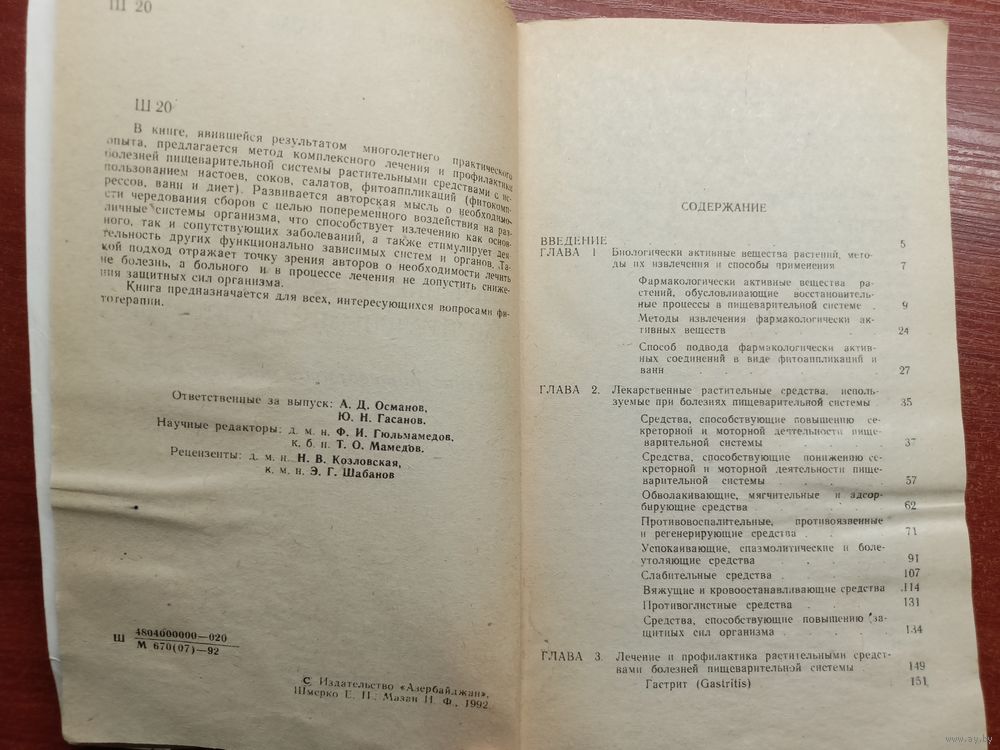 Ш 20
Ш 20
В книге, явившейся результатом многолетнего практического
опыта, предлагается метод комплексного лечения и профилактики
болезней пищеварительной системы растительными средствами с ис-
пользованием настоев, соков, салатов, фитоаппликаций (фитокомп-
рессов, ванн и диет). Развивается авторская мысль о необходимо-
сти чередования сборов с целью попеременного воздействия на раз-
личные системы организма, что способствует излечению как основ-
ного, так и сопутствующих заболеваний, а также стимулирует дея-
тельность других функционально зависимых систем и органов. Та-
кой подход отражает точку зрения авторов о необходимости лечить
не болезнь, а больного и в процессе лечения не допустить сниже-
ния защитных сил организма.
Книга предназначается для всех, интересующихся вопросами фи-
тотерапии.
Ответственные за выпуск: А. Д. Османов,
Ю. Н. Гасанов.
Научные редакторы: д. м. н. Ф. И. Гюльмамедов,
к. б. н. Т. О. Мамедов.
Рецензенты: д. м. н. Н. В. Козловская,
к. м. н. Э. Г. Шабанов
Ш 4804000000—020
М 670(07)—92
© Издательство «Азербайджан»,
Шмерко Е. П., Мазан И. Ф., 1992.
СОДЕРЖАНИЕ
ВВЕДЕНИЕ 5
ГЛАВА 1 Биологически активные вещества растений, мето-
ды их извлечения и способы применения 7
Фармакологически активные вещества ра-
стений, обусловливающие восстановитель-
ные процессы в пищеварительной системе . 9
Методы извлечения фармакологически ак-
тивных веществ 24
Способ подвода фармакологически актив-
ных соединений в виде фитоаппликаций и
ванн 27
ГЛАВА 2. Лекарственные растительные средства, исполь-
зуемые при болезнях пищеварительной системы . 35
Средства, способствующие повышению се-
креторной и моторной деятельности пище-
варительной системы 37
Средства, способствующие понижению се-
креторной и моторной деятельности пище-
варительной системы . 57
Обволакивающие, мягчительные и адсор-
бирующие средства . 62
Противовоспалительные, противоязвенные
и регенерирующие средства . 71
Успокаивающие, спазмолитические и боле-
утоляющие средства 91
Слабительные средства . 107
Вяжущие и кровоостанавливающие средства . 114
Противоглистные средства . 131
Средства, способствующие повышению за-
щитных сил организма . 134
ГЛАВА 3. Лечение и профилактика растительными средст-
вами болезней пищеварительной системы . 149
Гастрит (Gastritis) 151
www.ay.by